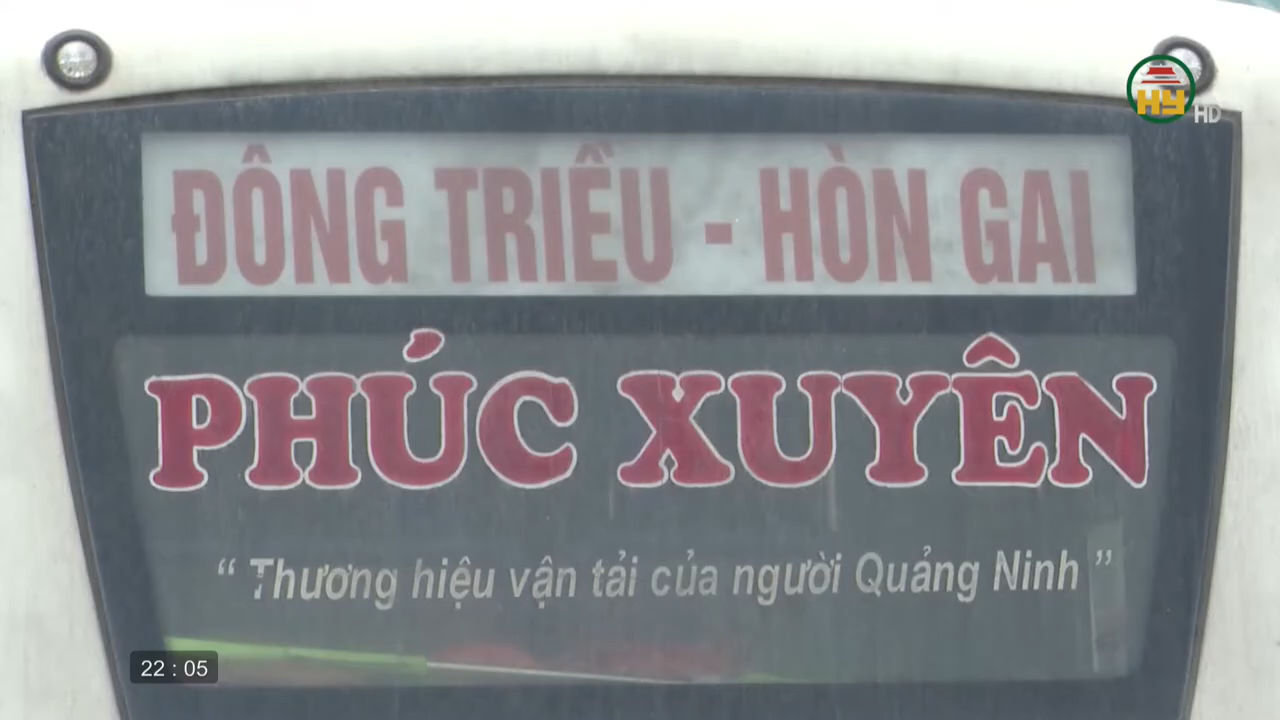 HY HD
ĐÔNG TRIỀU - HÒN GAI
PHÚC XUYÊN
“ Thương hiệu vận tải của người Quảng Ninh ”
22 : 05